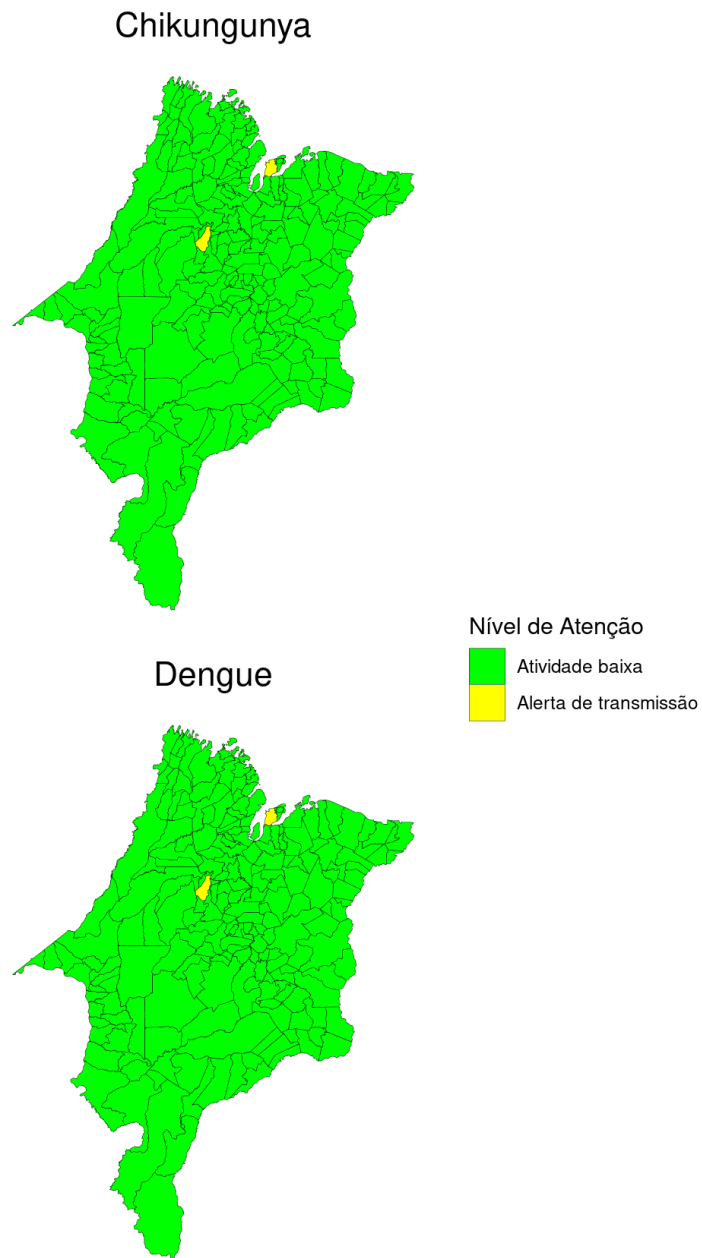 Chikungunya
Nível de Atenção
Atividade baixa
Alerta de transmissão
Dengue